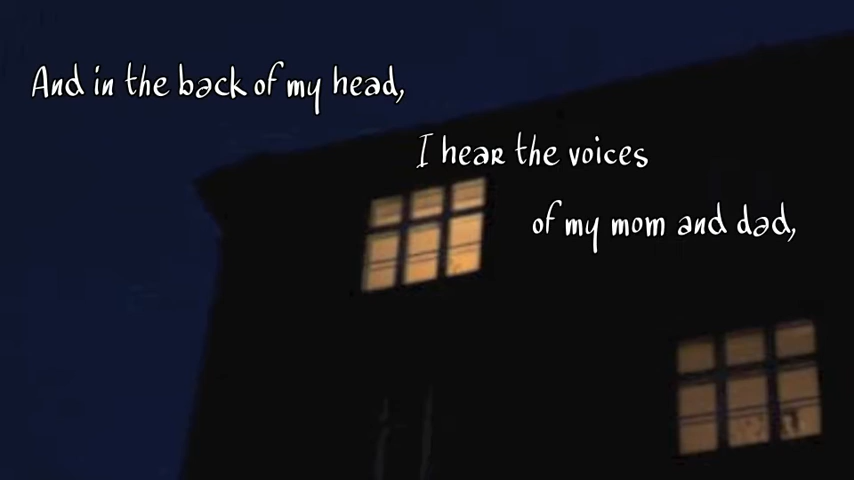 And in the back of my head,
I hear the voices
of my mom and dad,